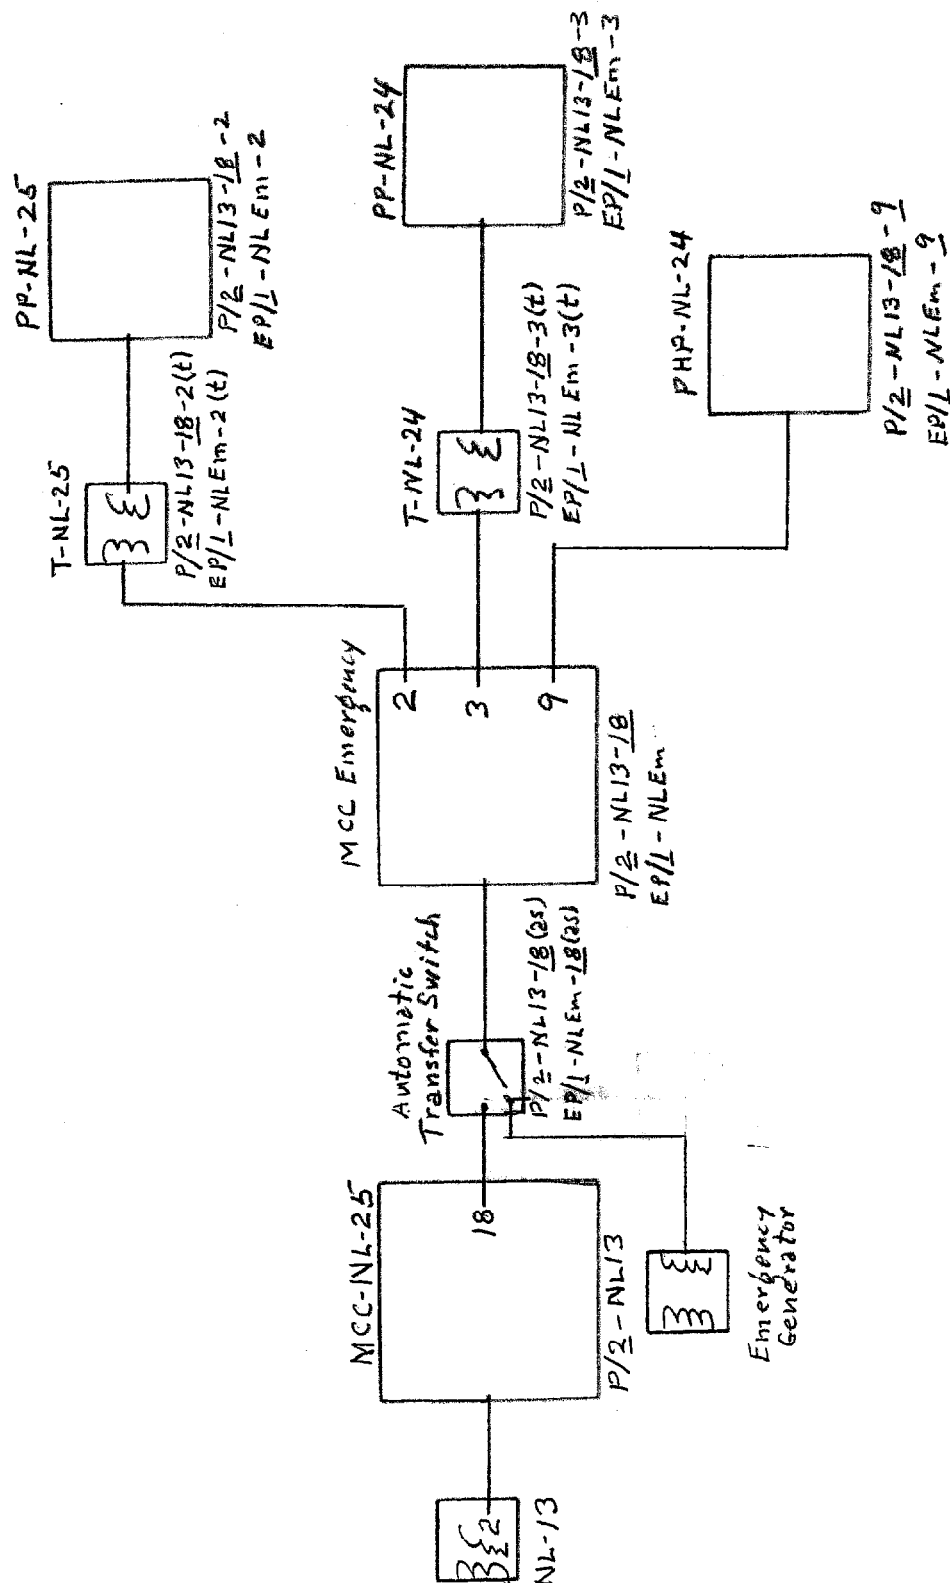 NL-13
2
MCC-NL-25
18
P/2-NL13
Emergency
Generator
Automatic
Transfer Switch
P/2-NL13-18(as)
EP/1-NLEm-18(as)
MCC Emergency
2
3
9
P/2-NL13-18
EP/1-NLEm
T-NL-25
P/2-NL13-18-2(t)
EP/1-NLEm-2(t)
PP-NL-25
P/2-NL13-18-2
EP/1-NLEm-2
T-NL-24
P/2-NL13-18-3(t)
EP/1-NLEm-3(t)
PP-NL-24
P/2-NL13-18-3
EP/1-NLEm-3
PHP-NL-24
P/2-NL13-18-9
EP/1-NLEm-9